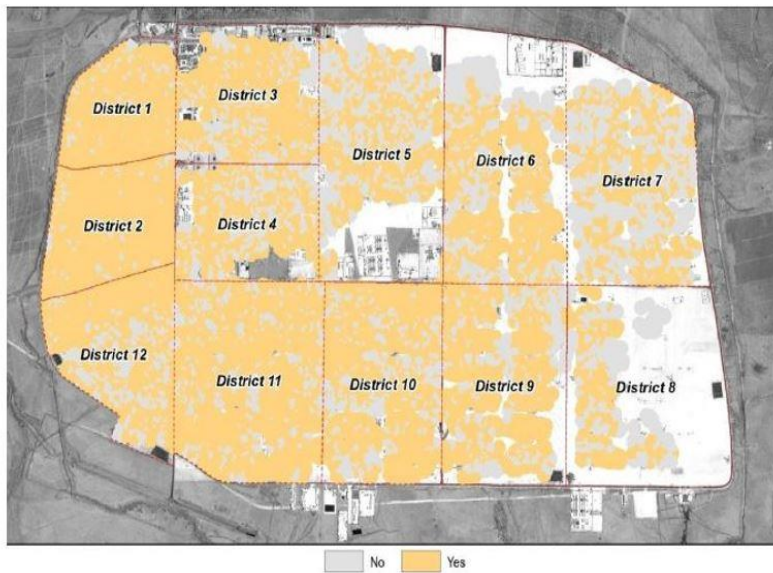 District 1
District 3
District 5
District 6
District 7
District 2
District 4
District 12
District 11
District 10
District 9
District 8
No Yes